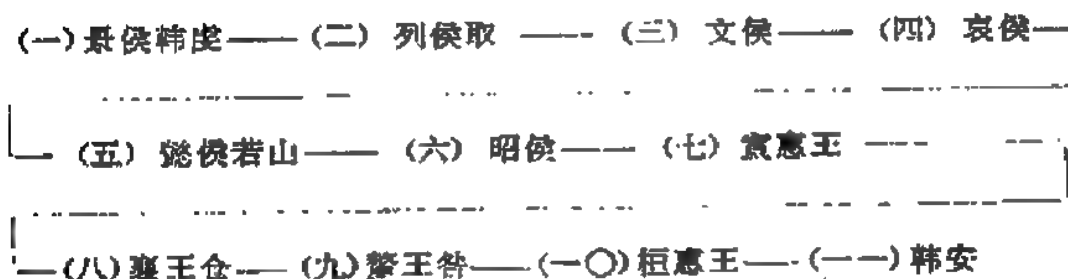 (一)景侯韩虔——(二) 列侯取——(三) 文侯——(四) 哀侯—
—(五) 懿侯若山——(六) 昭侯——(七) 宣惠王——
—(八)襄王仓——(九)釐王咎——(一〇)桓惠王——(一一)韩安